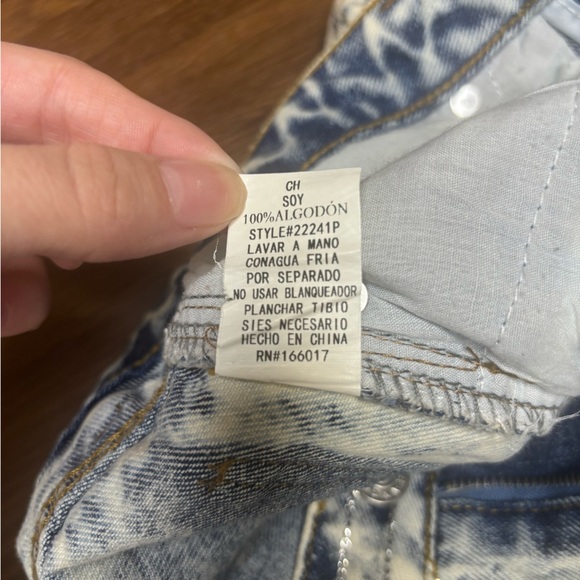 CH
SOY
100%ALGODÓN
STYLE#22241P
LAVAR A MANO
CONAGUA FRIA
POR SEPARADO
NO USAR BLANQUEADOR
PLANCHAR TIBIO
SIES NECESARIO
HECHO EN CHINA
RN#166017